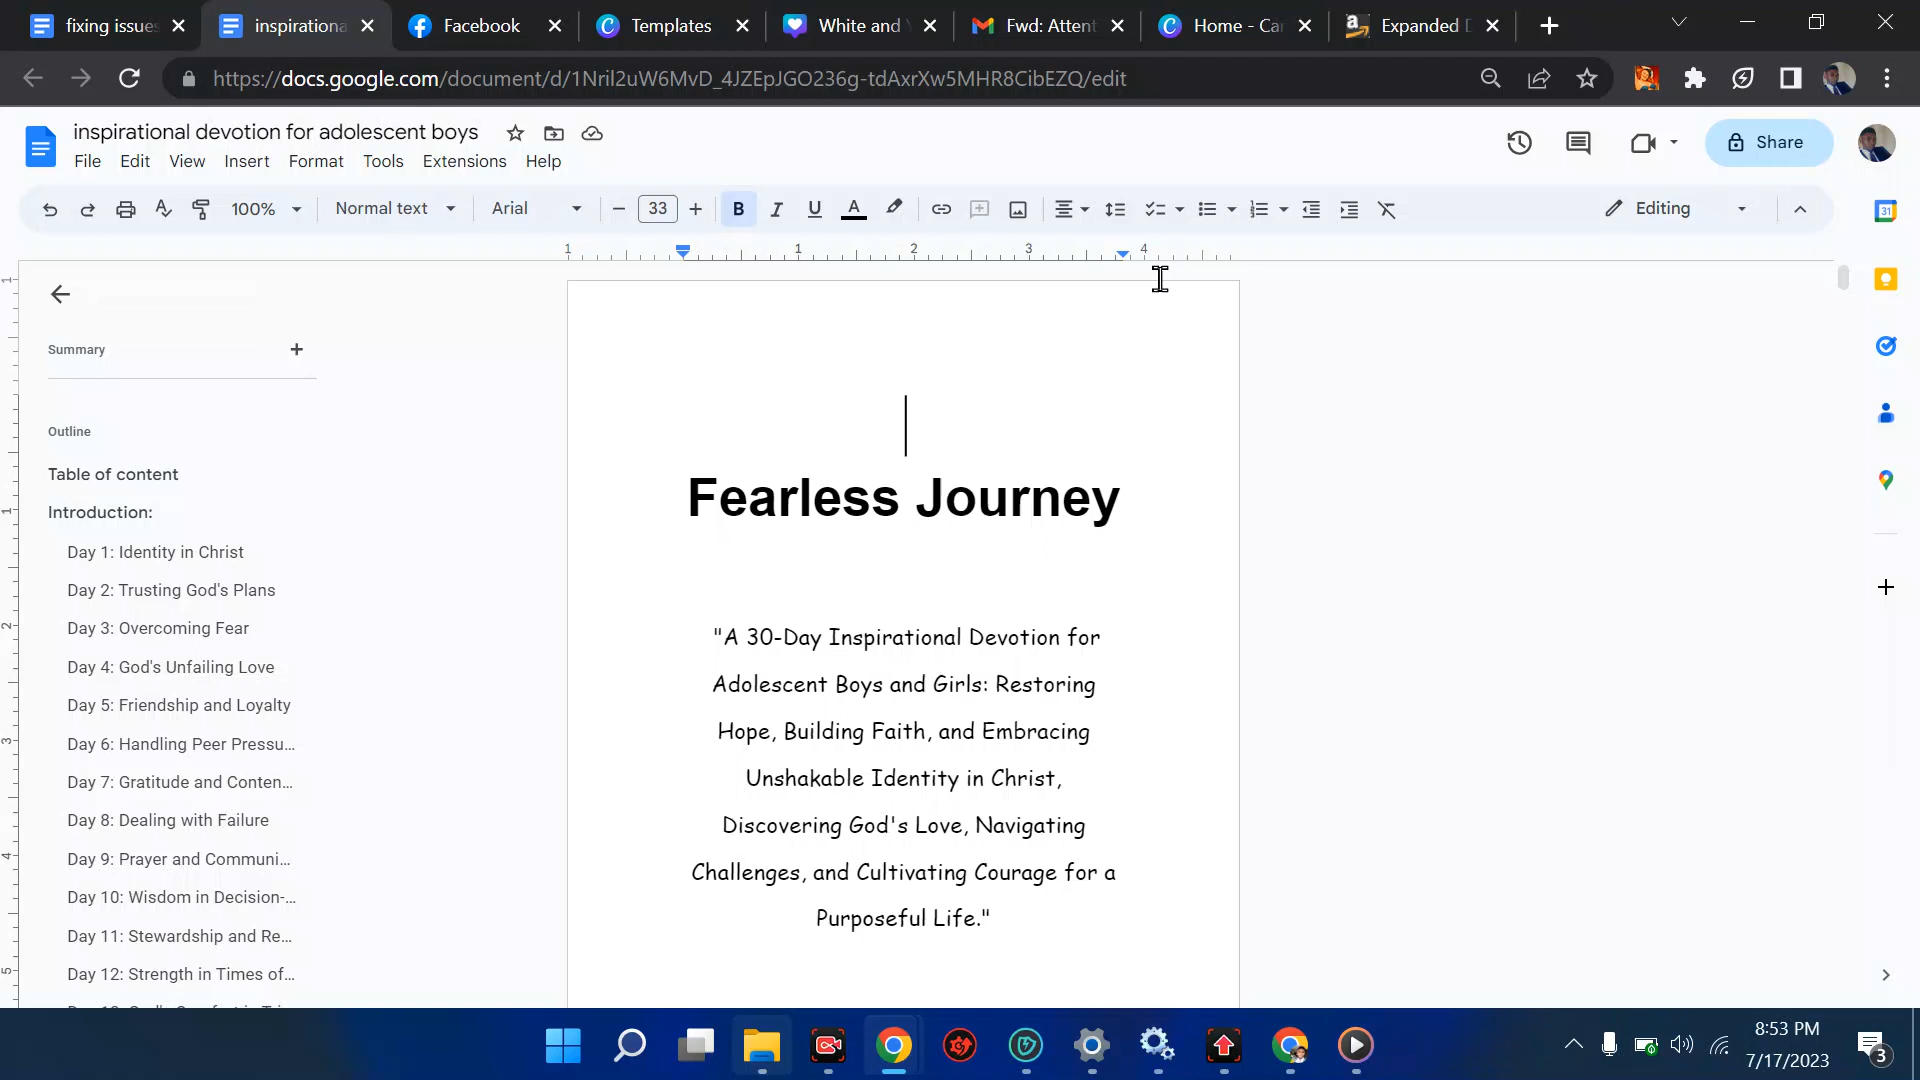 fixing issues
inspirationa
Facebook
Templates
White and Y
Fwd: Attent
Home - Can
Expanded D
https://docs.google.com/document/d/1Nril2uW6MvD_4JZEpJGO236g-tdAxrXw5MHR8CibEZQ/edit
inspirational devotion for adolescent boys
File Edit View Insert Format Tools Extensions Help
Share
100% Normal text Arial 33 B I U A Editing
1 1 2 3 4
Summary
Outline
Table of content
Introduction:
Day 1: Identity in Christ
Day 2: Trusting God's Plans
Day 3: Overcoming Fear
Day 4: God's Unfailing Love
Day 5: Friendship and Loyalty
Day 6: Handling Peer Pressu...
Day 7: Gratitude and Conten...
Day 8: Dealing with Failure
Day 9: Prayer and Communi...
Day 10: Wisdom in Decision-...
Day 11: Stewardship and Re...
Day 12: Strength in Times of...
Fearless Journey
"A 30-Day Inspirational Devotion for
Adolescent Boys and Girls: Restoring
Hope, Building Faith, and Embracing
Unshakable Identity in Christ,
Discovering God's Love, Navigating
Challenges, and Cultivating Courage for a
Purposeful Life."
8:53 PM
7/17/2023
3